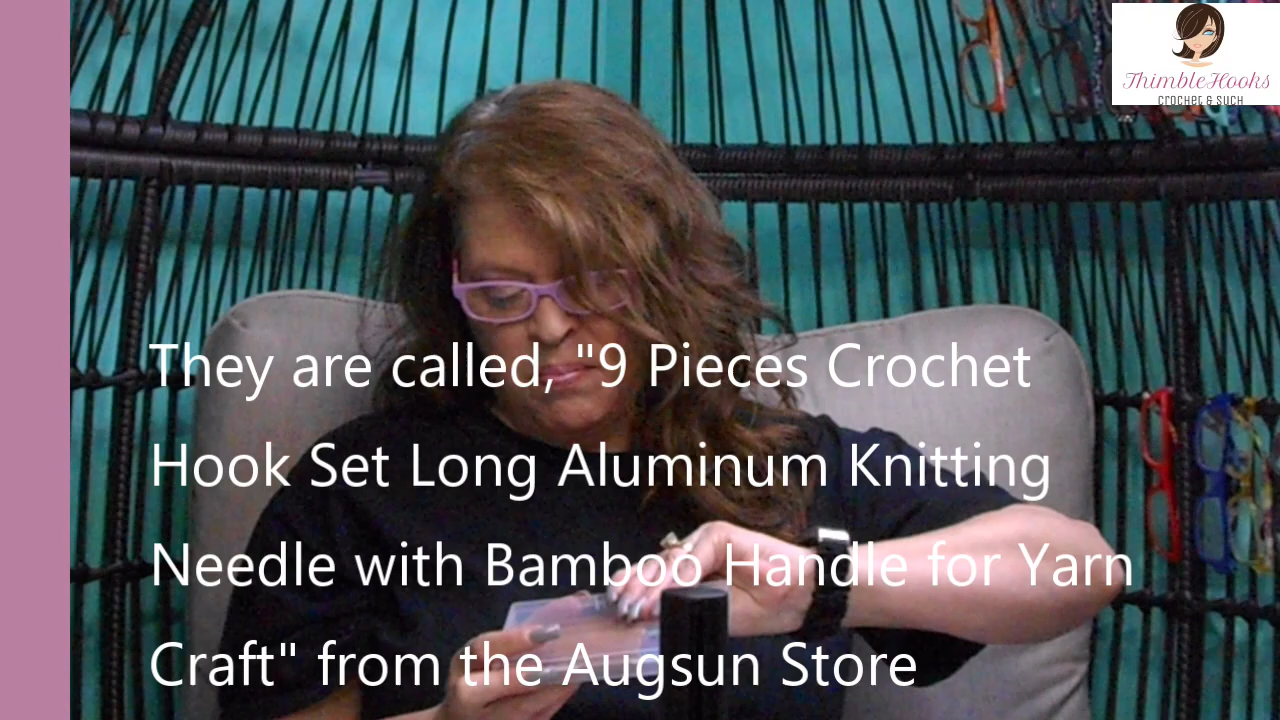 ThimbleHooks
crochet & such
They are called, "9 Pieces Crochet
Hook Set Long Aluminum Knitting
Needle with Bamboo Handle for Yarn
Craft" from the Augsun Store